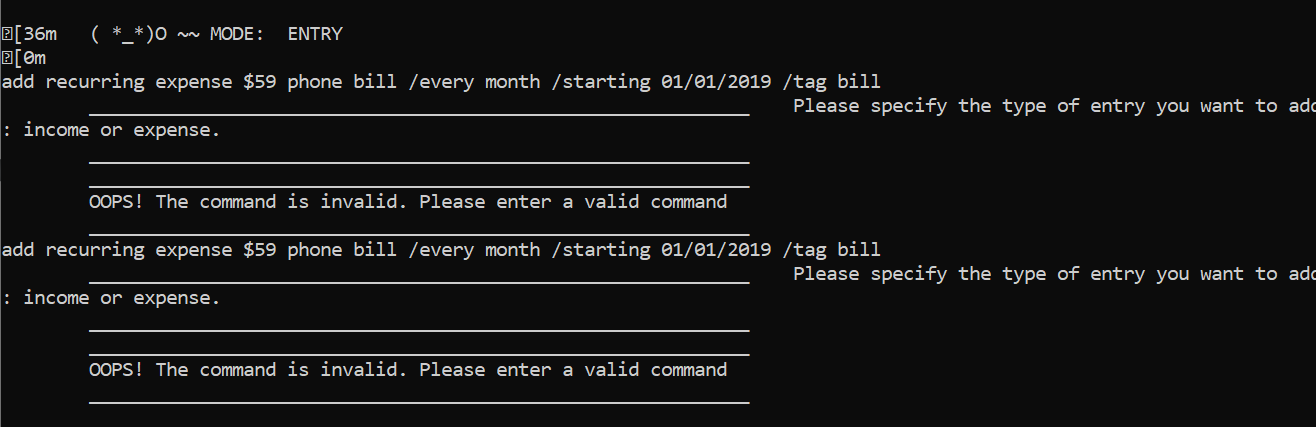 [36m   ( *_*)O ~~ MODE:  ENTRY
[0m
add recurring expense $59 phone bill /every month /starting 01/01/2019 /tag bill
____________________________________________________________    Please specify the type of entry you want to add
: income or expense.
____________________________________________________________
____________________________________________________________
OOPS! The command is invalid. Please enter a valid command
____________________________________________________________
add recurring expense $59 phone bill /every month /starting 01/01/2019 /tag bill
____________________________________________________________    Please specify the type of entry you want to add
: income or expense.
____________________________________________________________
____________________________________________________________
OOPS! The command is invalid. Please enter a valid command
____________________________________________________________